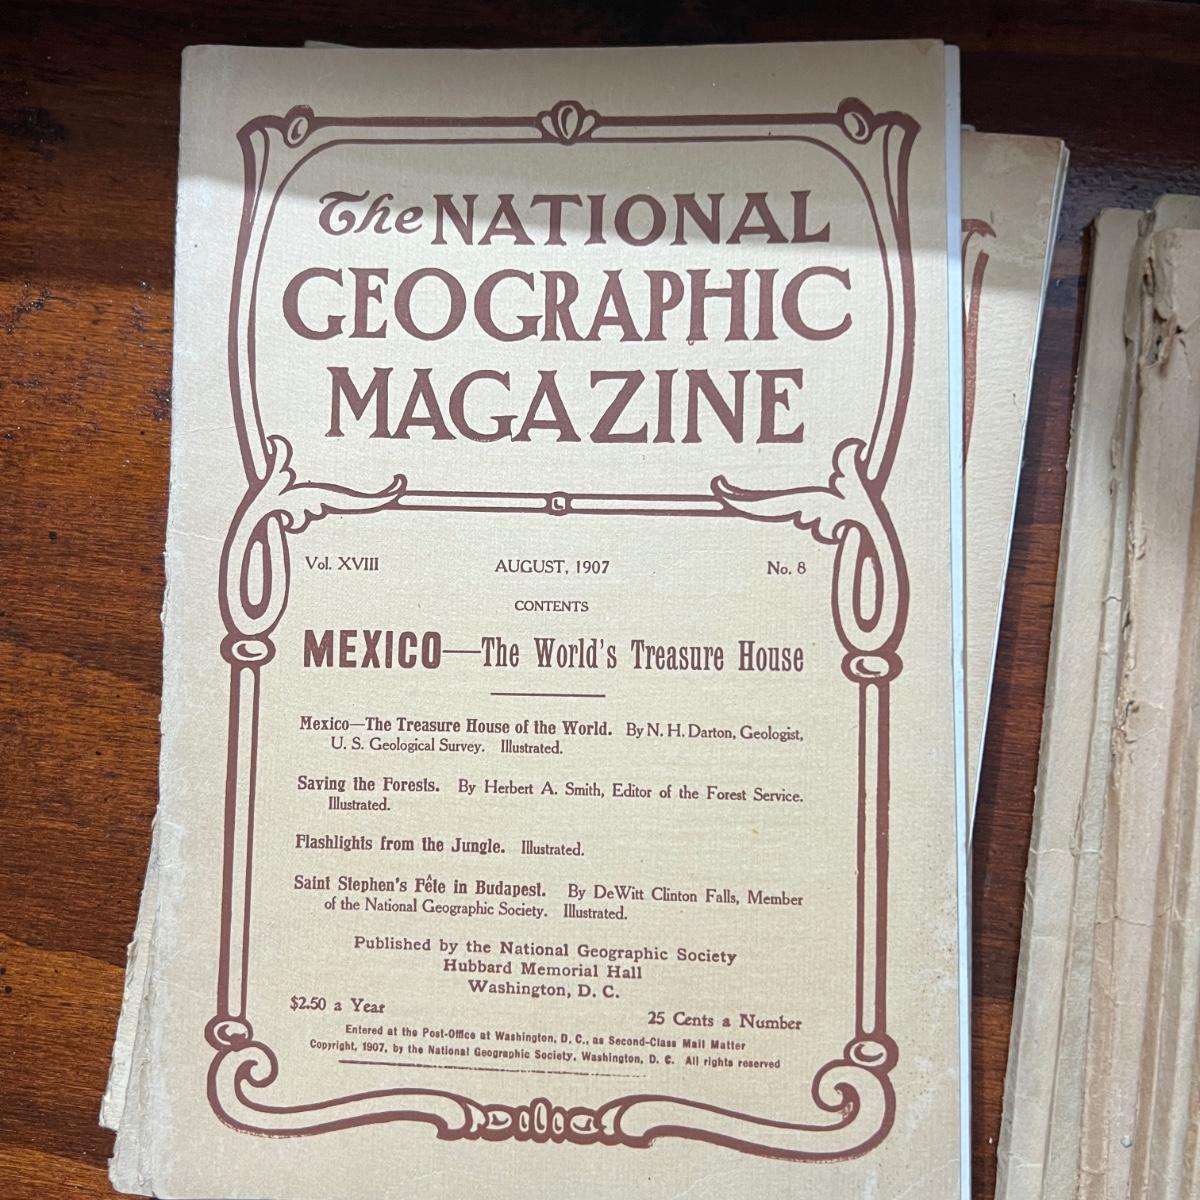 The NATIONAL
GEOGRAPHIC
MAGAZINE
Vol. XVIII AUGUST, 1907 No. 8
CONTENTS
MEXICO—The World's Treasure House
Mexico—The Treasure House of the World. By N. H. Darton, Geologist,
U. S. Geological Survey. Illustrated.
Saving the Forests. By Herbert A. Smith, Editor of the Forest Service.
Illustrated.
Flashlights from the Jungle. Illustrated.
Saint Stephen's Fête in Budapest. By DeWitt Clinton Falls, Member
of the National Geographic Society. Illustrated.
Published by the National Geographic Society
Hubbard Memorial Hall
Washington, D. C.
$2.50 a Year 25 Cents a Number
Entered at the Post-Office at Washington, D. C., as Second-Class Mail Matter
Copyright, 1907, by the National Geographic Society, Washington, D. C. All rights reserved